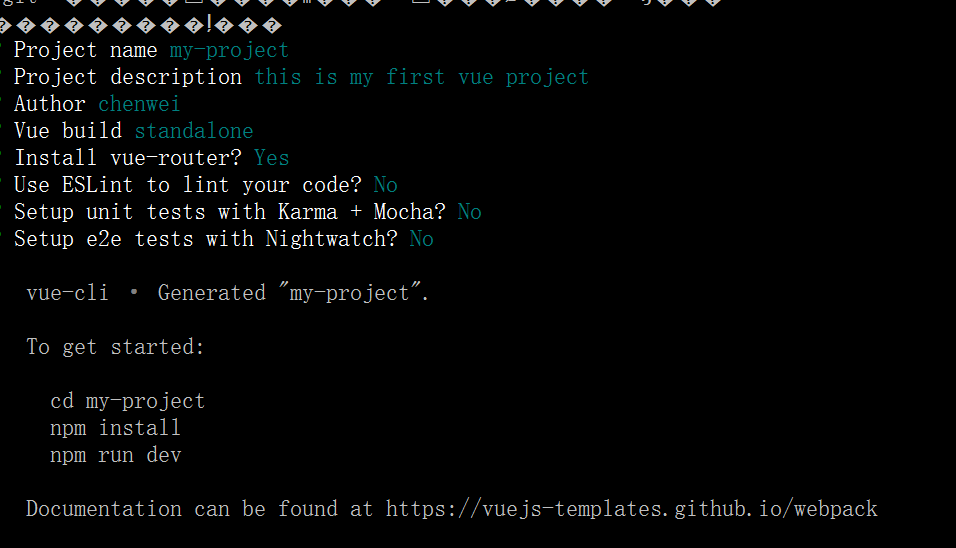 Project name my-project
Project description this is my first vue project
Author chenwei
Vue build standalone
Install vue-router? Yes
Use ESLint to lint your code? No
Setup unit tests with Karma + Mocha? No
Setup e2e tests with Nightwatch? No
vue-cli · Generated "my-project".
To get started:
cd my-project
npm install
npm run dev
Documentation can be found at https://vuejs-templates.github.io/webpack